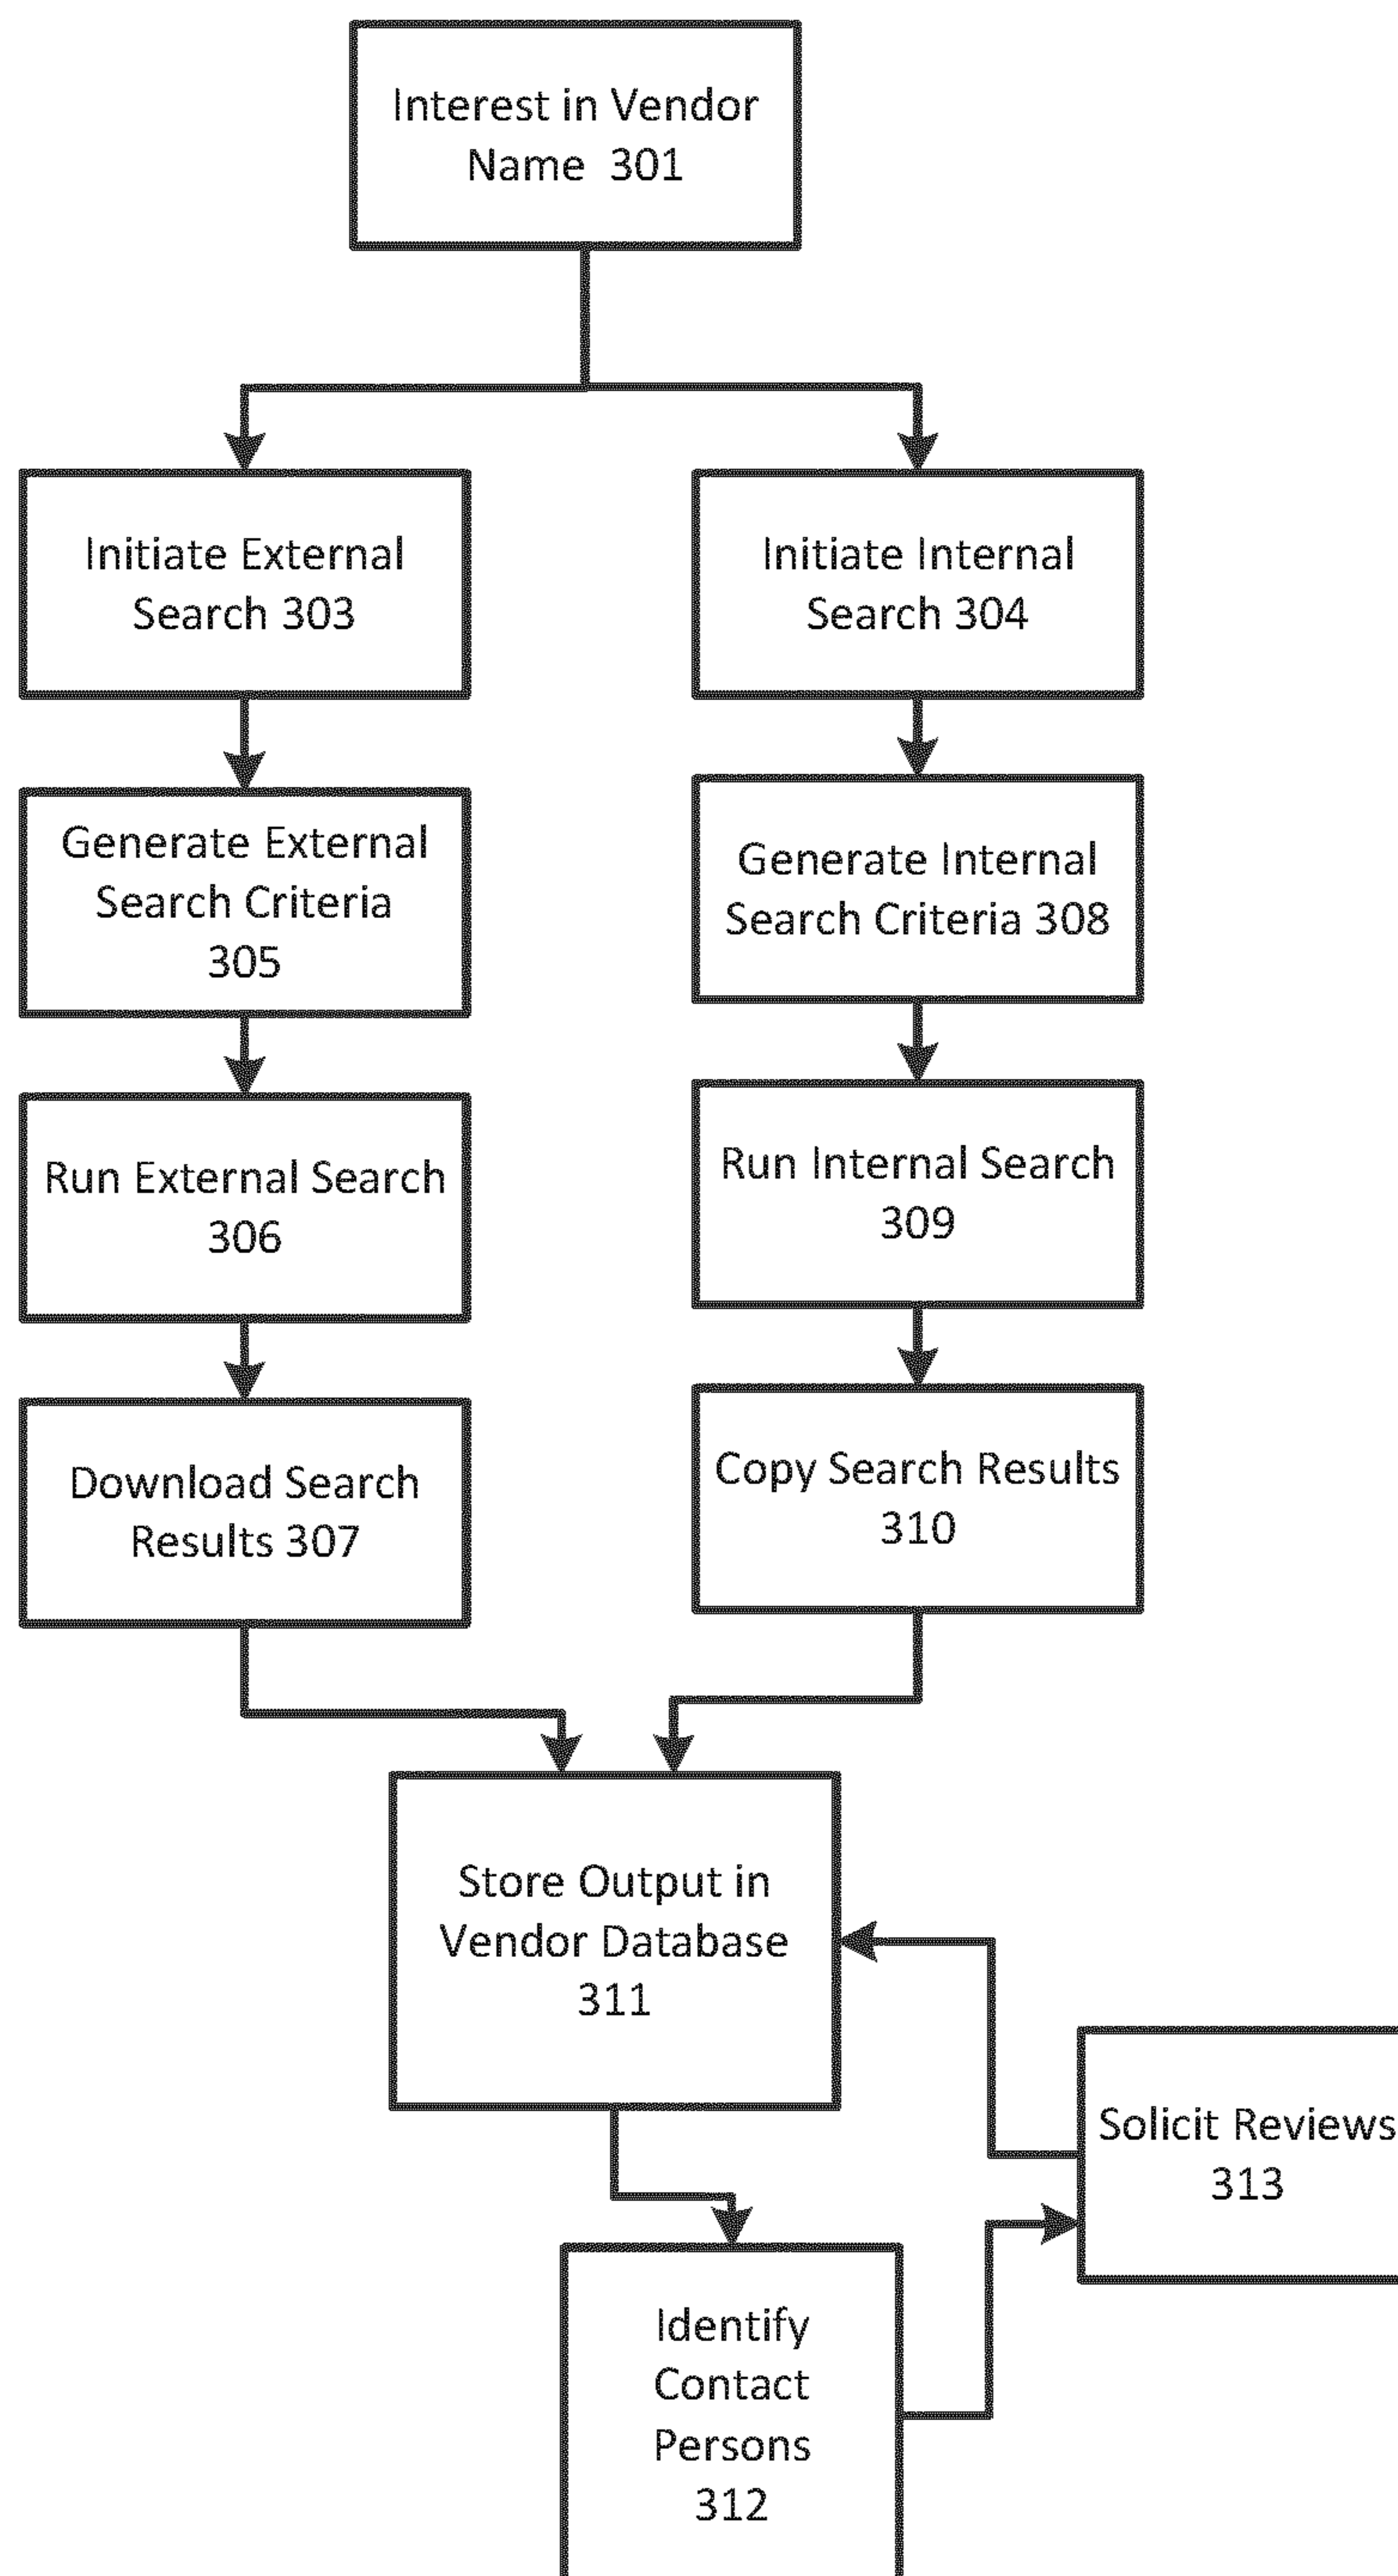 Interest in Vendor
Name 301
Initiate External
Search 303
Initiate Internal
Search 304
Generate External
Search Criteria
305
Generate Internal
Search Criteria 308
Run External Search
306
Run Internal Search
309
Download Search
Results 307
Copy Search Results
310
Store Output in
Vendor Database
311
Solicit Reviews
313
Identify
Contact
Persons
312